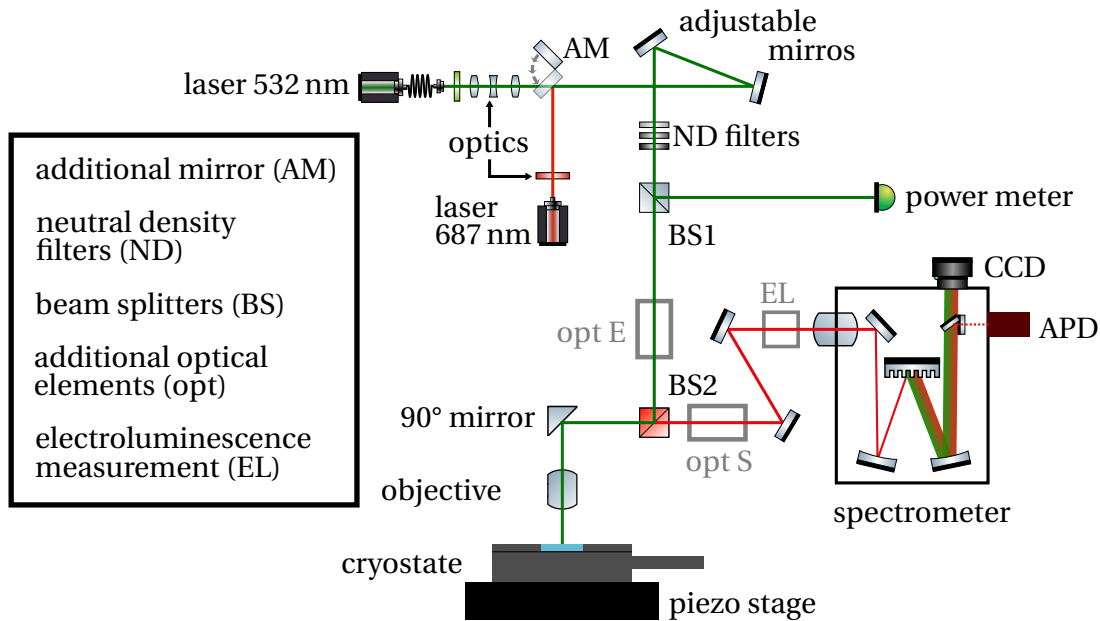 adjustable
mirros
AM
laser 532 nm
optics
ND filters
laser
687 nm
power meter
BS1
additional mirror (AM)
neutral density
filters (ND)
beam splitters (BS)
additional optical
elements (opt)
electroluminescence
measurement (EL)
CCD
EL
APD
opt E
BS2
90° mirror
opt S
objective
spectrometer
cryostate
piezo stage